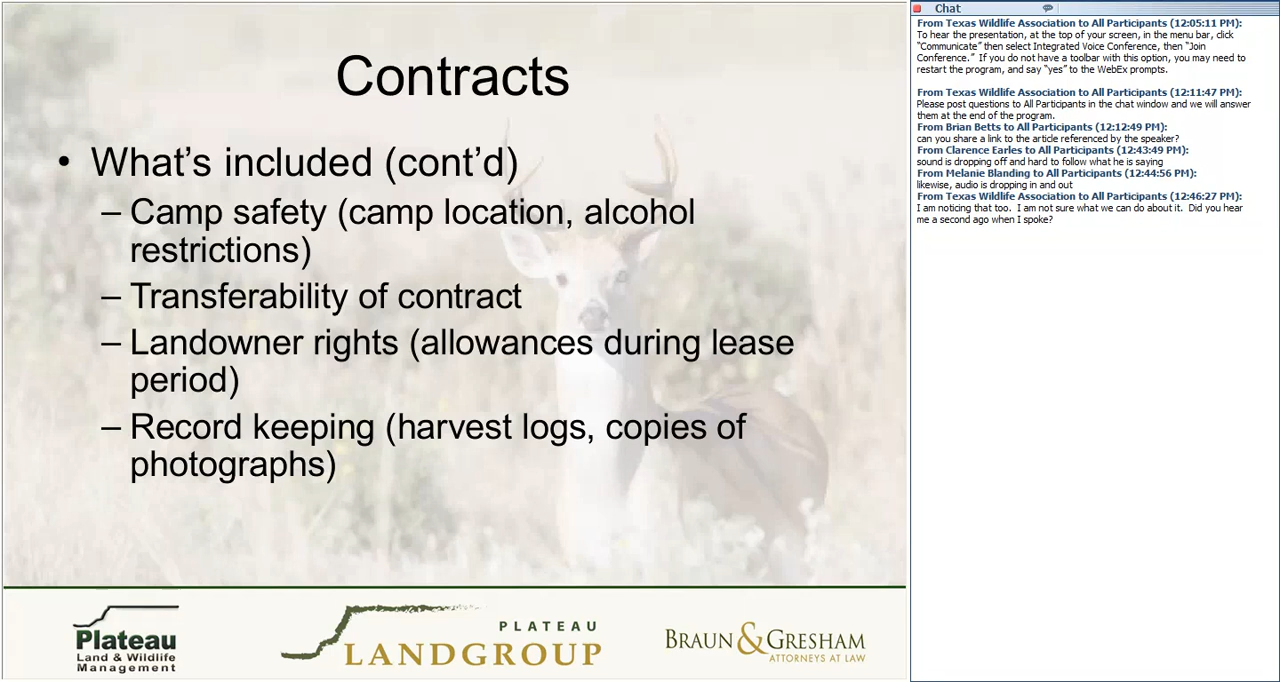 Contracts
• What’s included (cont’d)
– Camp safety (camp location, alcohol
restrictions)
– Transferability of contract
– Landowner rights (allowances during lease
period)
– Record keeping (harvest logs, copies of
photographs)
Plateau
Land & Wildlife
Management
PLATEAU
LANDGROUP
BRAUN & GRESHAM
ATTORNEYS AT LAW
Chat
From Texas Wildlife Association to All Participants (12:05:11 PM):
To hear the presentation, at the top of your screen, in the menu bar, click
“Communicate” then select Integrated Voice Conference, then “Join
Conference.” If you do not have a toolbar with this option, you may need to
restart the program, and say “yes” to the WebEx prompts.
From Texas Wildlife Association to All Participants (12:11:47 PM):
Please post questions to All Participants in the chat window and we will answer
them at the end of the program.
From Brian Betts to All Participants (12:12:49 PM):
can you share a link to the article referenced by the speaker?
From Clarence Earles to All Participants (12:43:49 PM):
sound is dropping off and hard to follow what he is saying
From Melanie Blanding to All Participants (12:44:56 PM):
likewise, audio is dropping in and out
From Texas Wildlife Association to All Participants (12:46:27 PM):
I am noticing that too. I am not sure what we can do about it. Did you hear
me a second ago when I spoke?